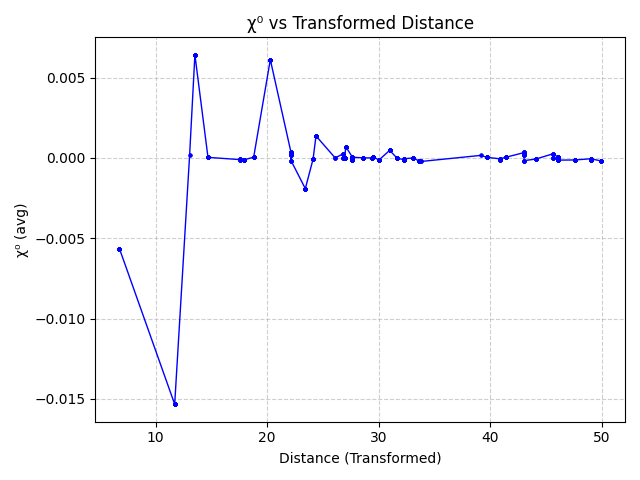 χ⁰ vs Transformed Distance
0.005
0.000
−0.005
−0.010
−0.015
χ⁰ (avg)
10 20 30 40 50
Distance (Transformed)